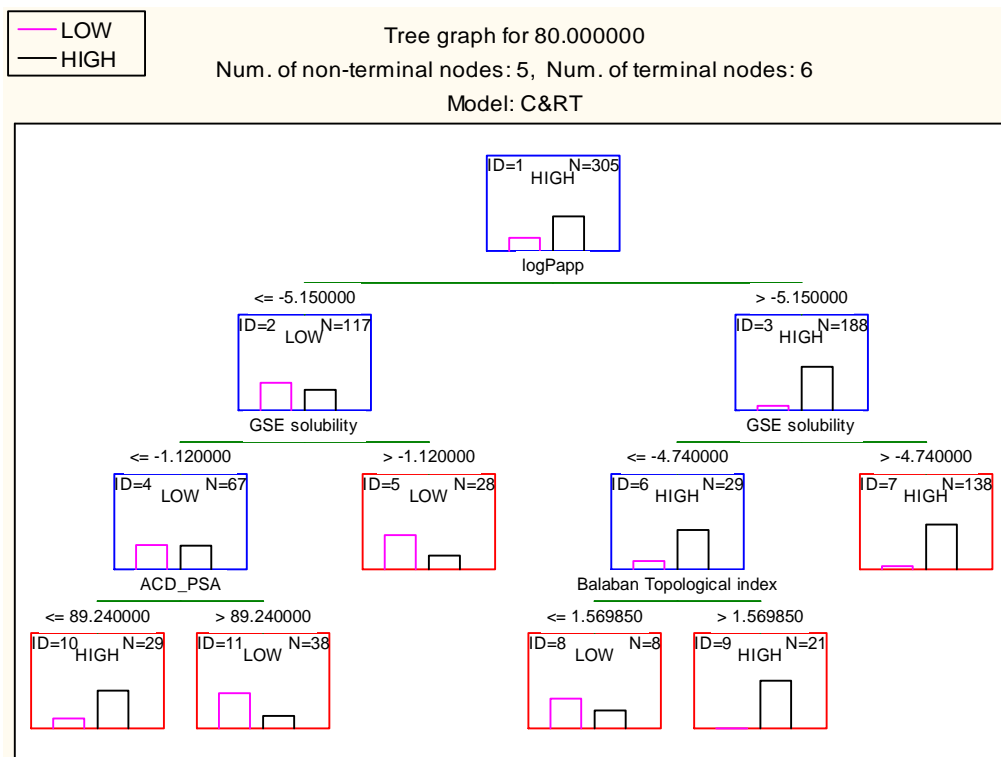 LOW
HIGH
Tree graph for 80.000000
Num. of non-terminal nodes: 5, Num. of terminal nodes: 6
Model: C&RT
ID=1 N=305
HIGH
logPapp
<= -5.150000 > -5.150000
ID=2 N=117 ID=3 N=188
LOW HIGH
GSE solubility GSE solubility
<= -1.120000 > -1.120000 <= -4.740000 > -4.740000
ID=4 N=67 ID=5 N=28 ID=6 N=29 ID=7 N=138
LOW LOW HIGH HIGH
ACD_PSA Balaban Topological index
<= 89.240000 > 89.240000 <= 1.569850 > 1.569850
ID=10 N=29 ID=11 N=38 ID=8 N=8 ID=9 N=21
HIGH LOW LOW HIGH